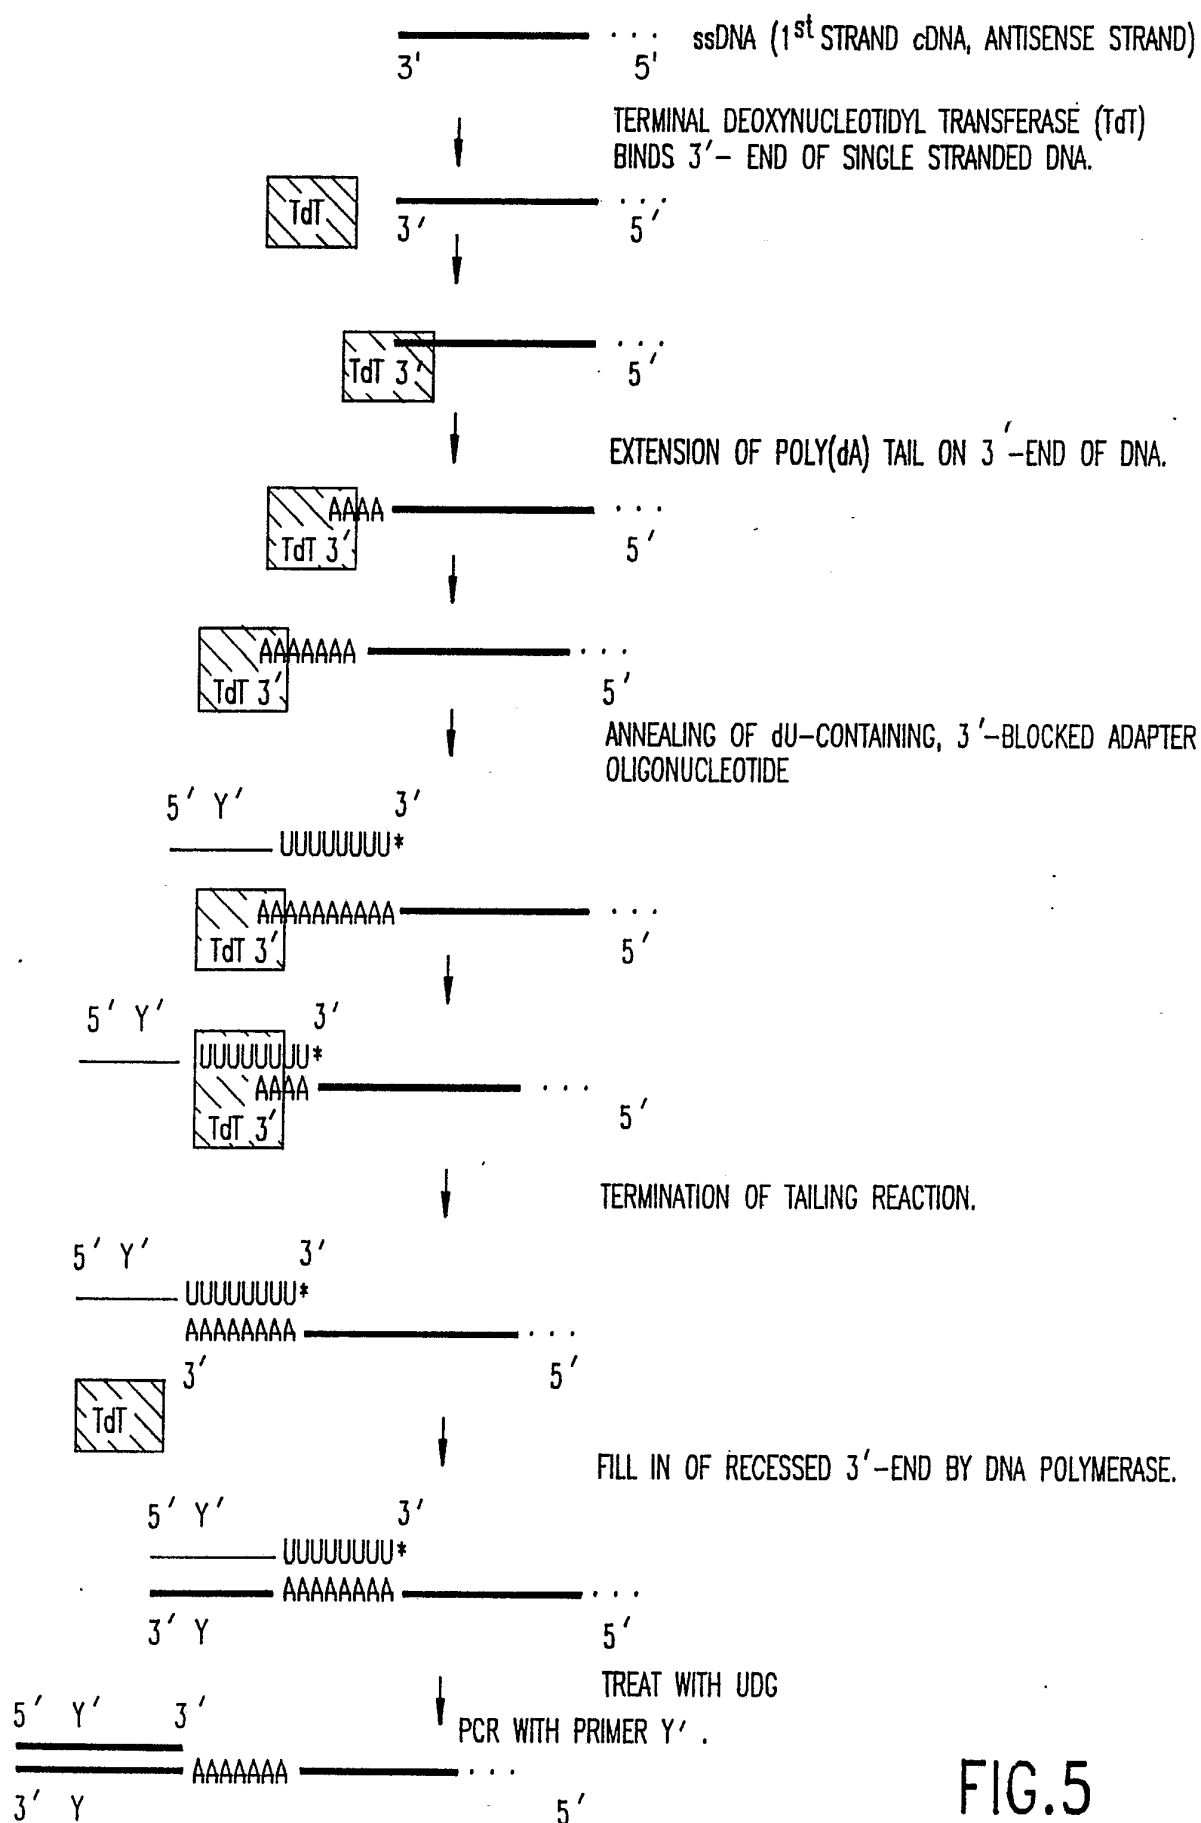 ssDNA (1st STRAND cDNA, ANTISENSE STRAND)
3' 5'
TERMINAL DEOXYNUCLEOTIDYL TRANSFERASE (TdT)
BINDS 3'- END OF SINGLE STRANDED DNA.
TdT
3' 5'
TdT 3' 5'
EXTENSION OF POLY(dA) TAIL ON 3'-END OF DNA.
AAAA
TdT 3' 5'
AAAAAAA
TdT 3' 5'
ANNEALING OF dU-CONTAINING, 3'-BLOCKED ADAPTER
OLIGONUCLEOTIDE
5' Y' 3'
UUUUUUUU*
AAAAAAAAAA
TdT 3' 5'
5' Y' 3'
UUUUUUUU*
AAAA
TdT 3' 5'
TERMINATION OF TAILING REACTION.
5' Y' 3'
UUUUUUUU*
AAAAAAAA
3' 5'
TdT
FILL IN OF RECESSED 3'-END BY DNA POLYMERASE.
5' Y' 3'
UUUUUUUU*
AAAAAAAA
3' Y 5'
TREAT WITH UDG
PCR WITH PRIMER Y'.
5' Y' 3'
AAAAAAA
3' Y 5'
FIG.5